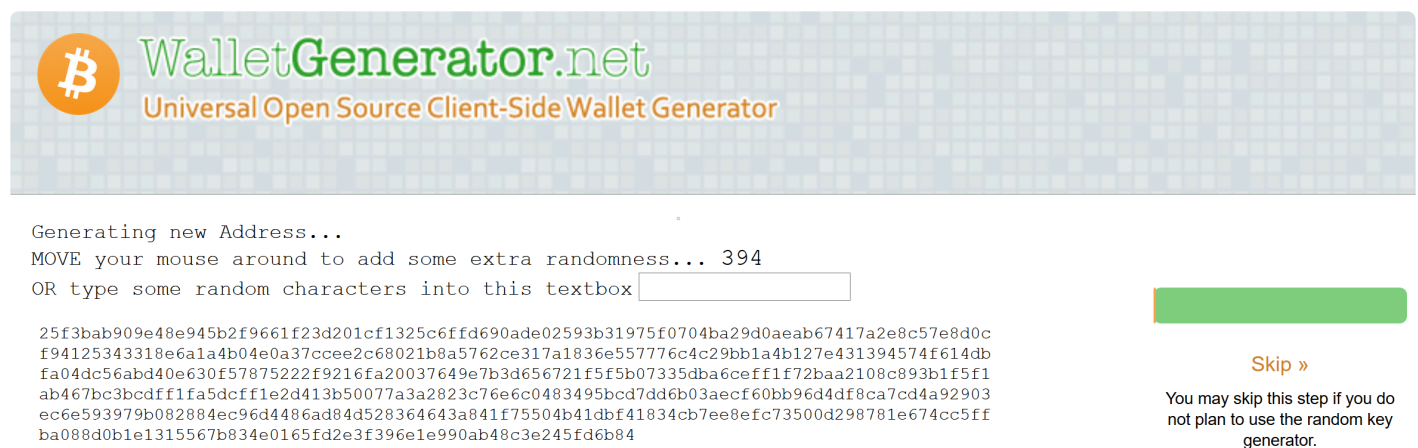 WalletGenerator.net
Universal Open Source Client-Side Wallet Generator
Generating new Address...
MOVE your mouse around to add some extra randomness... 394
OR type some random characters into this textbox
25f3bab909e48e945b2f9661f23d201cf1325c6ffd690ade02593b31975f0704ba29d0aeab67417a2e8c57e8d0c
f94125343318e6a1a4b04e0a37ccee2c68021b8a5762ce317a1836e557776c4c29bb1a4b127e431394574f614db
fa04dc56abd40e630f57875222f9216fa20037649e7b3d656721f5f5b07335dba6ceff1f72baa2108c893b1f5f1
ab467bc3bcdff1fa5dcff1e2d413b50077a3a2823c76e6c0483495bcd7dd6b03aecf60bb96d4df8ca7cd4a92903
ec6e593979b082884ec96d4486ad84d528364643a841f75504b41dbf41834cb7ee8efc73500d298781e674cc5ff
ba088d0b1e1315567b834e0165fd2e3f396e1e990ab48c3e245fd6b84
Skip »
You may skip this step if you do
not plan to use the random key
generator.